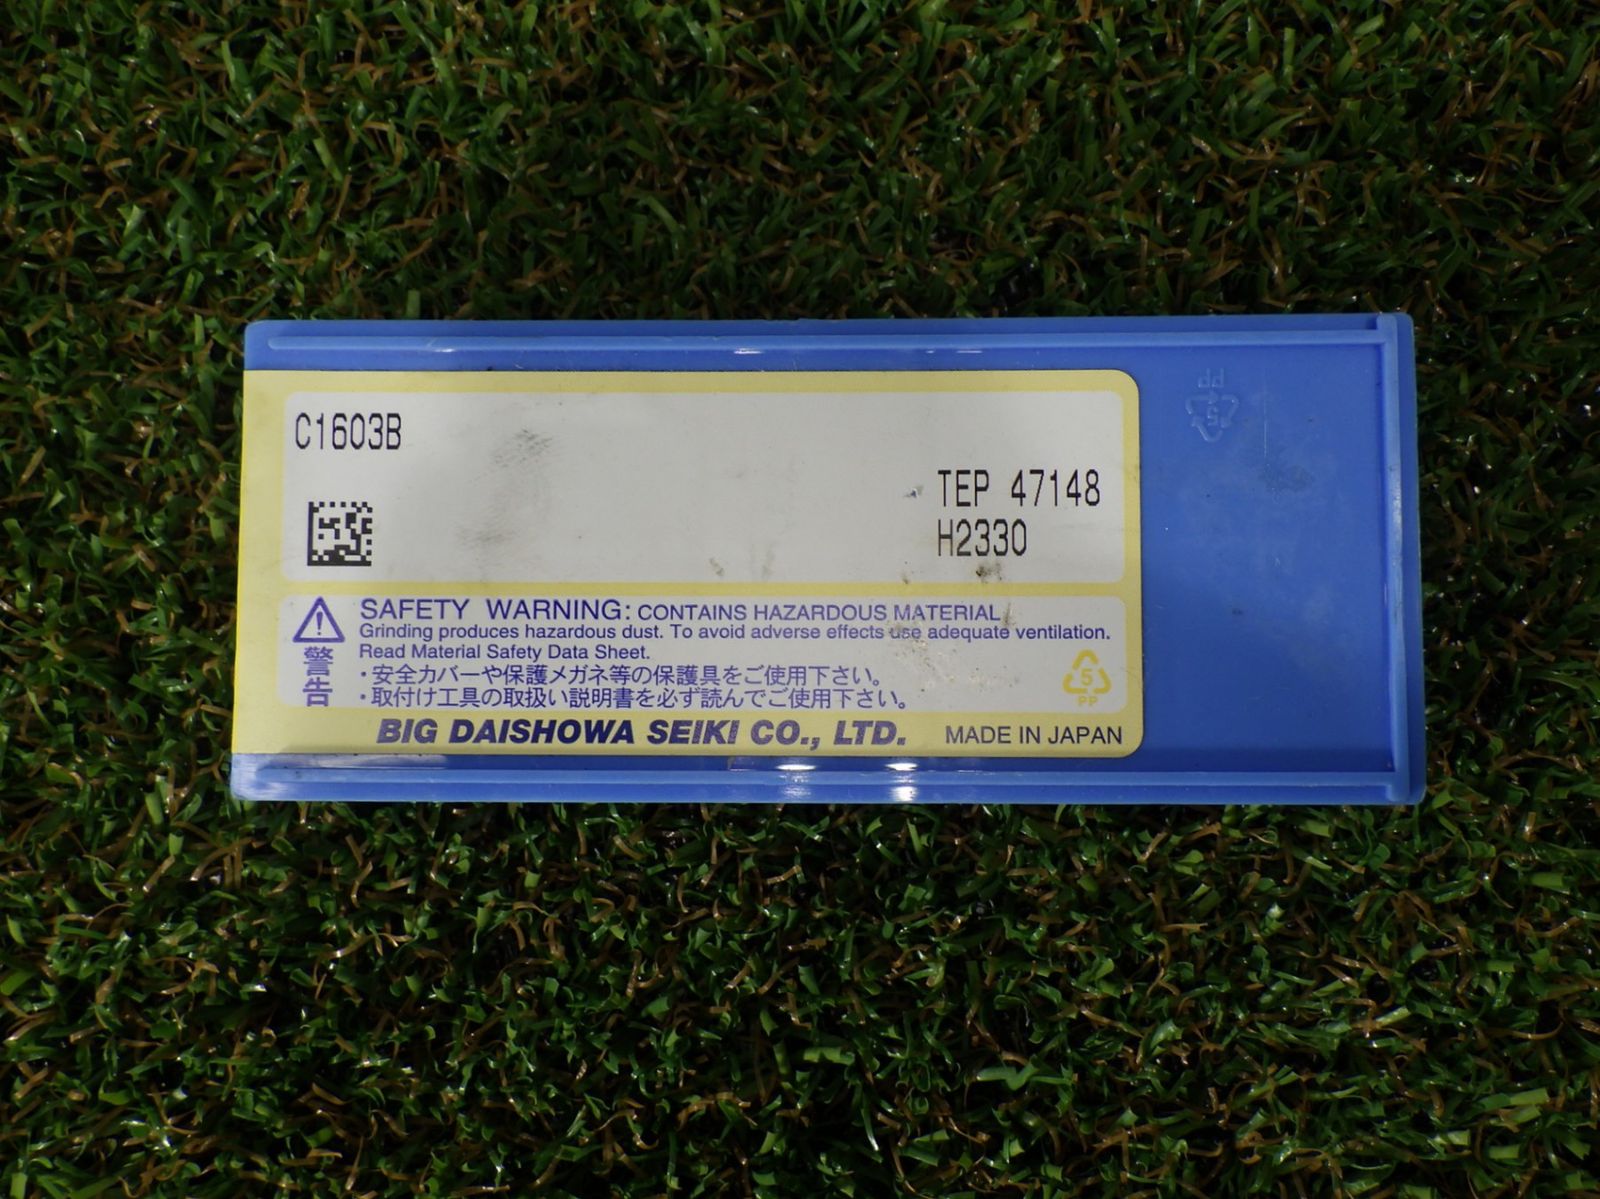 C1603B
TEP 47148
H2330
SAFETY WARNING: CONTAINS HAZARDOUS MATERIAL
Grinding produces hazardous dust. To avoid adverse effects use adequate ventilation.
Read Material Safety Data Sheet.
警告
・安全カバーや保護メガネ等の保護具をご使用下さい。
・取付け工具の取扱い説明書を必ず読んでご使用下さい。
5
PP
BIG DAISHOWA SEIKI CO., LTD.
MADE IN JAPAN
PP
5